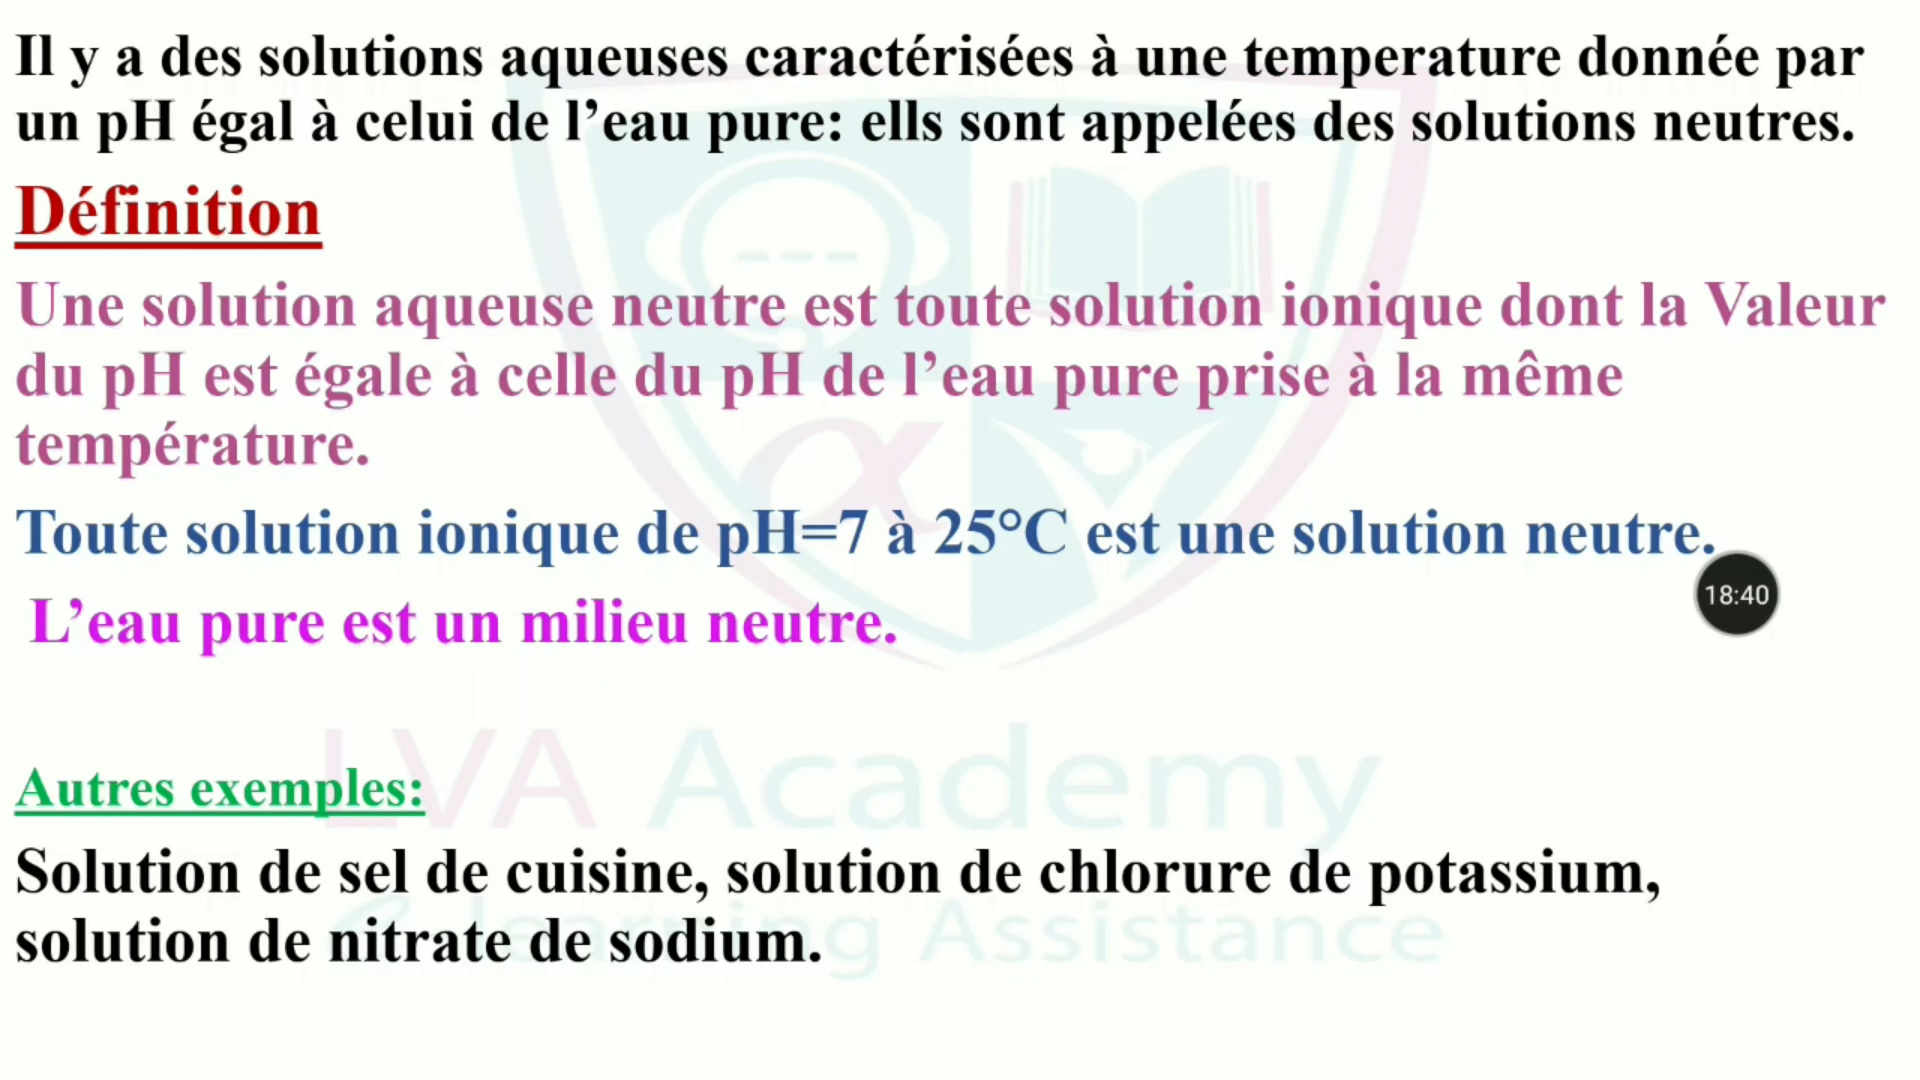 Il y a des solutions aqueuses caractérisées à une temperature donnée par
un pH égal à celui de l’eau pure: ells sont appelées des solutions neutres.
Définition
Une solution aqueuse neutre est toute solution ionique dont la Valeur
du pH est égale à celle du pH de l’eau pure prise à la même
température.
Toute solution ionique de pH=7 à 25°C est une solution neutre.
18:40
L’eau pure est un milieu neutre.
LVA Academy
Autres exemples:
Solution de sel de cuisine, solution de chlorure de potassium,
e-learning Assistance
solution de nitrate de sodium.